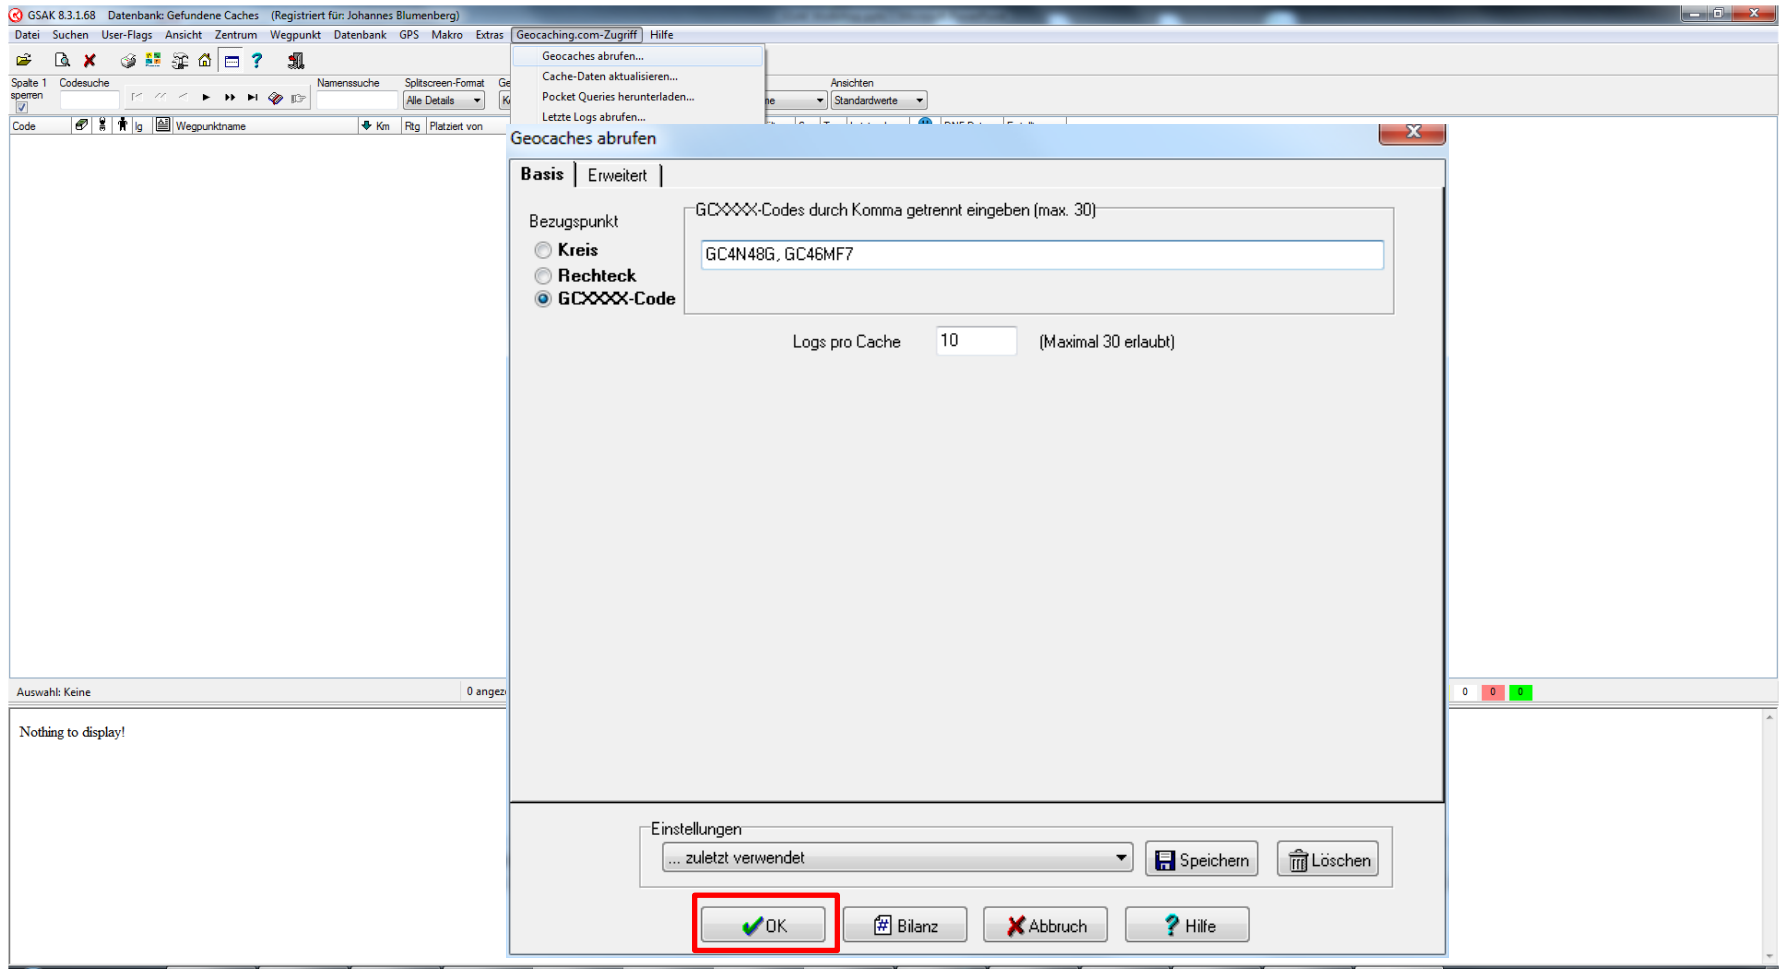 GSAK 8.3.1.68 Datenbank: Gefundene Caches (Registriert für: Johannes Blumenberg)
Datei Suchen User-Flags Ansicht Zentrum Wegpunkt Datenbank GPS Makro Extras Geocaching.com-Zugriff Hilfe
Geocaches abrufen...
Cache-Daten aktualisieren...
Pocket Queries herunterladen...
Letzte Logs abrufen...
Spalte 1 sperren
Codesuche
Namenssuche
Splitscreen-Format
Alle Details
Ansichten
Standardwerte
Code Ig Wegpunktname Km Rtg Platziert von
Geocaches abrufen
Basis Erweitert
Bezugspunkt
Kreis
Rechteck
GCXXXX-Code
GCXXXX-Codes durch Komma getrennt eingeben (max. 30)
GC4N48G, GC46MF7
Logs pro Cache 10 (Maximal 30 erlaubt)
Auswahl: Keine
0 angez
0 0 0
Nothing to display!
Einstellungen
... zuletzt verwendet
Speichern
Löschen
OK
Bilanz
Abbruch
Hilfe